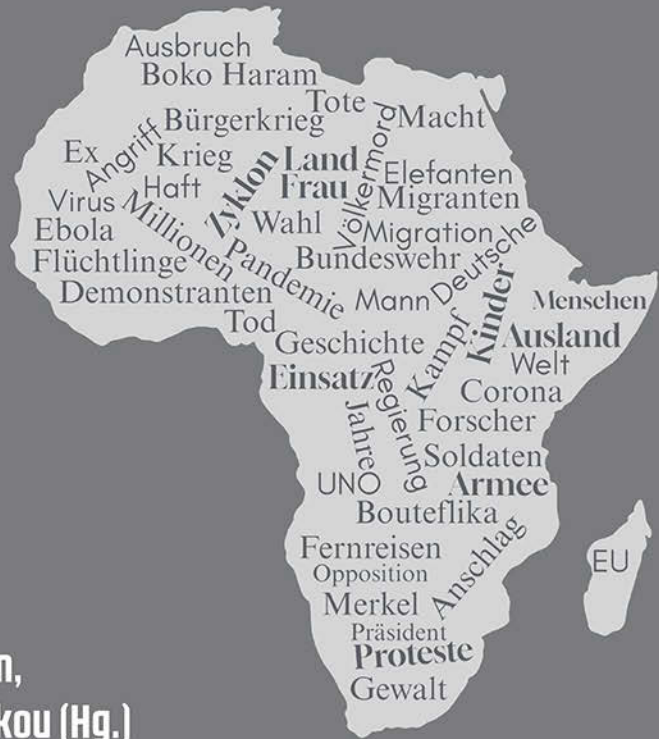 Ausbruch
Boko Haram
Tote
Macht
Bürgerkrieg
Völkermord
Ex
Angriff
Krieg
Zyklon
Land
Elefanten
Virus
Haft
Frau
Migranten
Ebola
Millionen
Wahl
Migration
Flüchtlinge
Pandemie
Bundeswehr
Deutsche
Demonstranten
Mann
Kinder
Menschen
Tod
Geschichte
Kampf
Ausland
Einsatz
Regierung
Welt
Corona
Jahre
Forscher
Soldaten
UNO
Armee
Bouteflika
Fernreisen
Anschlag
EU
Opposition
Merkel
Präsident
Proteste
Gewalt
(Hg.)